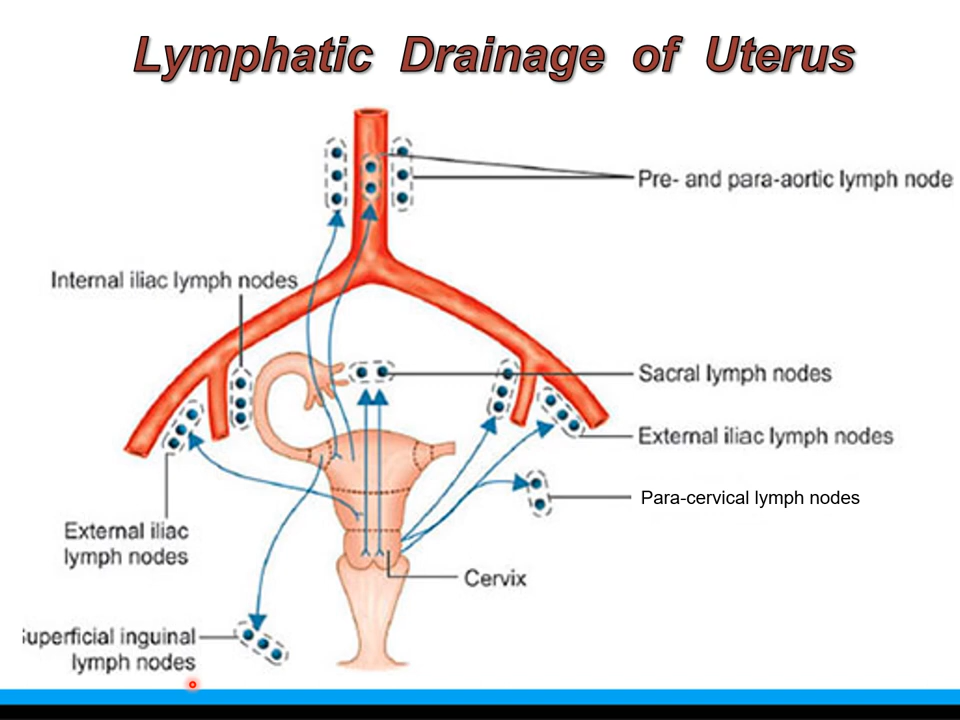 Lymphatic Drainage of Uterus
Pre- and para-aortic lymph node
Internal iliac lymph nodes
Sacral lymph nodes
External iliac lymph nodes
Para-cervical lymph nodes
External iliac
lymph nodes
Cervix
uperficial inguinal
lymph nodes